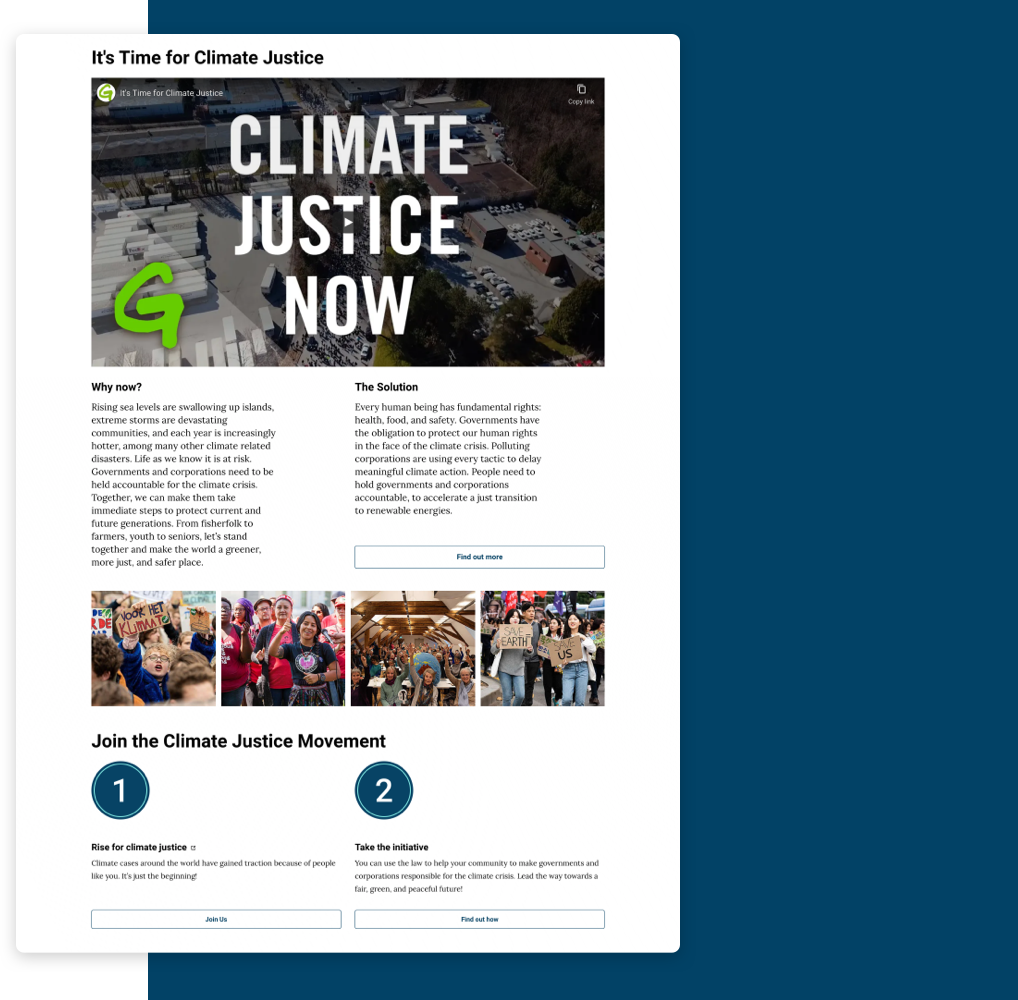 It's Time for Climate Justice
It's Time for Climate Justice
Copy link
CLIMATE
JUSTICE
NOW
G
Why now?
Rising sea levels are swallowing up islands,
extreme storms are devastating
communities, and each year is increasingly
hotter, among many other climate related
disasters. Life as we know it is at risk.
Governments and corporations need to be
held accountable for the climate crisis.
Together, we can make them take
immediate steps to protect current and
future generations. From fisherfolk to
farmers, youth to seniors, let's stand
together and make the world a greener,
more just, and safer place.
The Solution
Every human being has fundamental rights:
health, food, and safety. Governments have
the obligation to protect our human rights
in the face of the climate crisis. Polluting
corporations are using every tactic to delay
meaningful climate action. People need to
hold governments and corporations
accountable, to accelerate a just transition
to renewable energies.
Find out more
VOOR HET
KLIMAAT
SAVE
EARTH
SAVE
US
Join the Climate Justice Movement
1
2
Rise for climate justice
Climate cases around the world have gained traction because of people
like you. It's just the beginning!
Join Us
Take the initiative
You can use the law to help your community to make governments and
corporations responsible for the climate crisis. Lead the way towards a
fair, green, and peaceful future!
Find out how